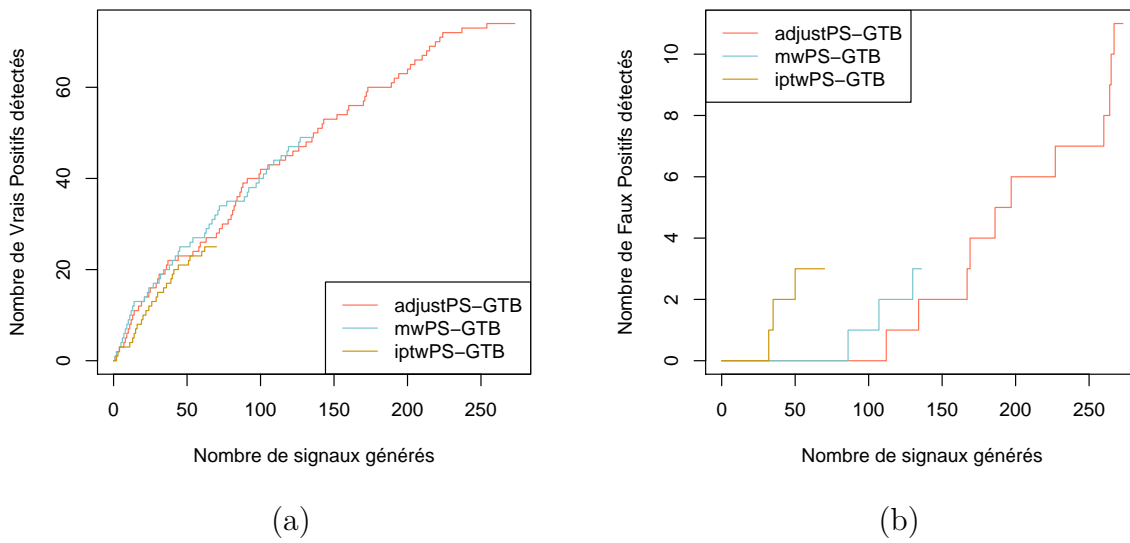 Nombre de Vrais Positifs détectés
0 20 40 60
adjustPS−GTB
mwPS−GTB
iptwPS−GTB
0 50 100 150 200 250
Nombre de signaux générés
(a)
Nombre de Faux Positifs détectés
0 2 4 6 8 10
adjustPS−GTB
mwPS−GTB
iptwPS−GTB
0 50 100 150 200 250
Nombre de signaux générés
(b)